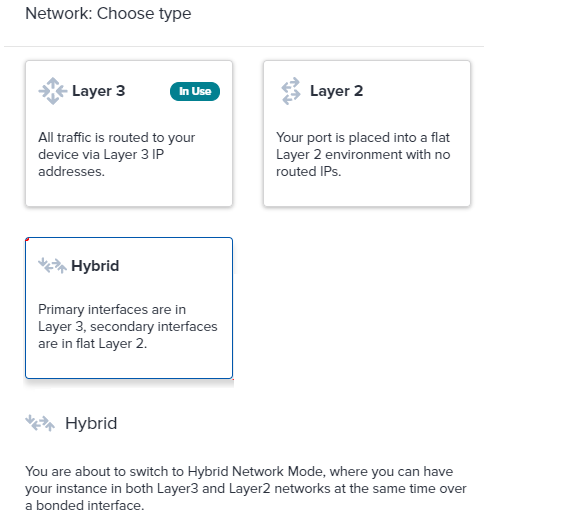 Network: Choose type
Layer 3
In Use
All traffic is routed to your
device via Layer 3 IP
addresses.
Layer 2
Your port is placed into a flat
Layer 2 environment with no
routed IPs.
Hybrid
Primary interfaces are in
Layer 3, secondary interfaces
are in flat Layer 2.
Hybrid
You are about to switch to Hybrid Network Mode, where you can have
your instance in both Layer3 and Layer2 networks at the same time over
a bonded interface.